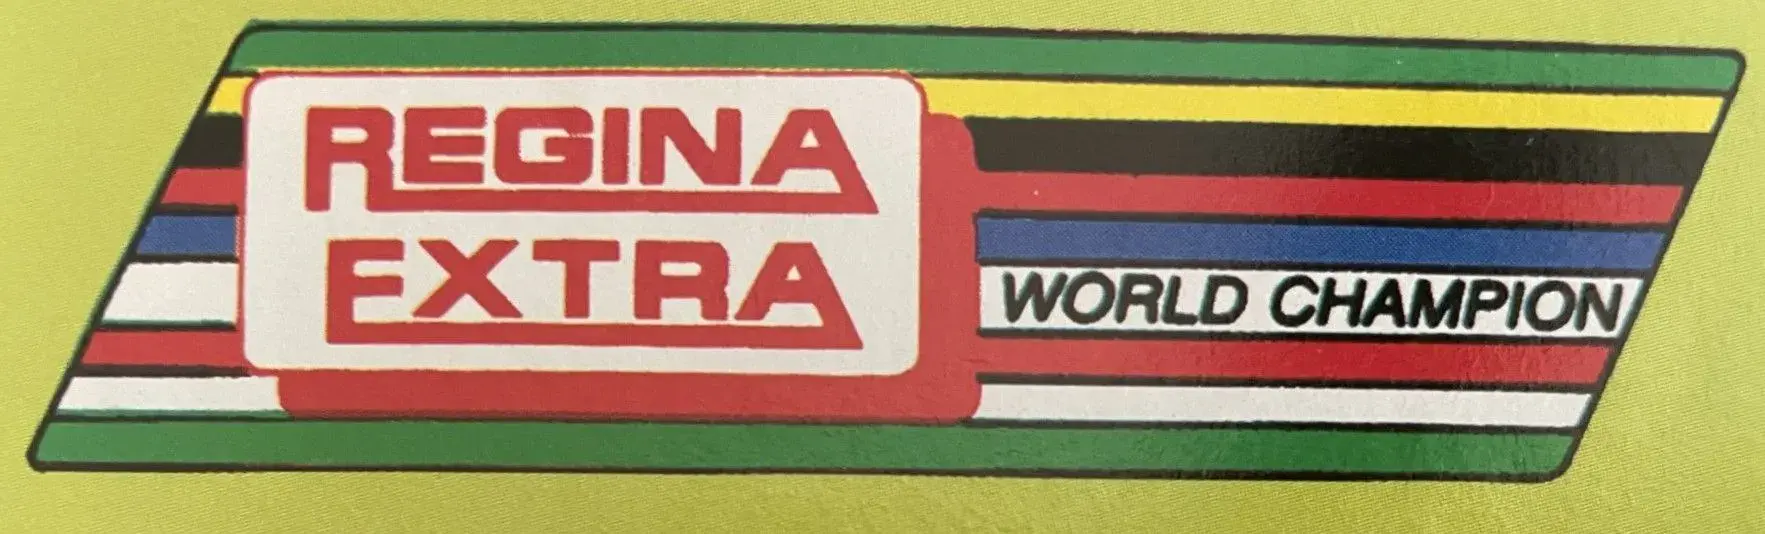 REGINA
EXTRA
WORLD CHAMPION